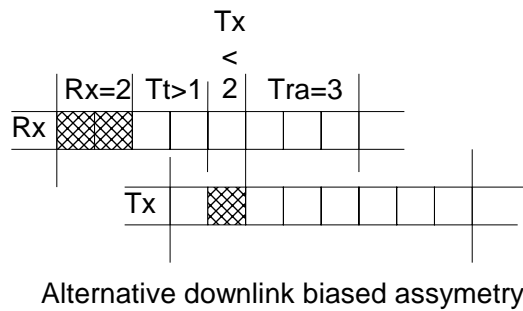 Tx
<
Rx=2 Tt>1 2 Tra=3
Rx
Tx
Alternative downlink biased assymetry